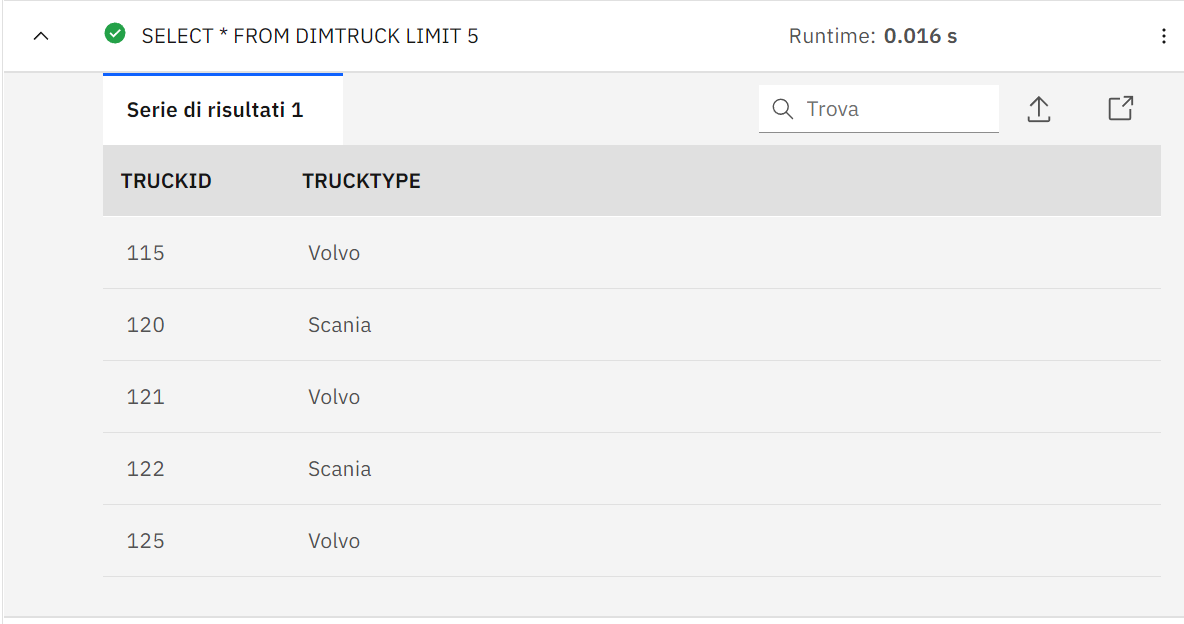 SELECT * FROM DIMTRUCK LIMIT 5 Runtime: 0.016 s
Serie di risultati 1 Trova
TRUCKID TRUCKTYPE
115 Volvo
120 Scania
121 Volvo
122 Scania
125 Volvo